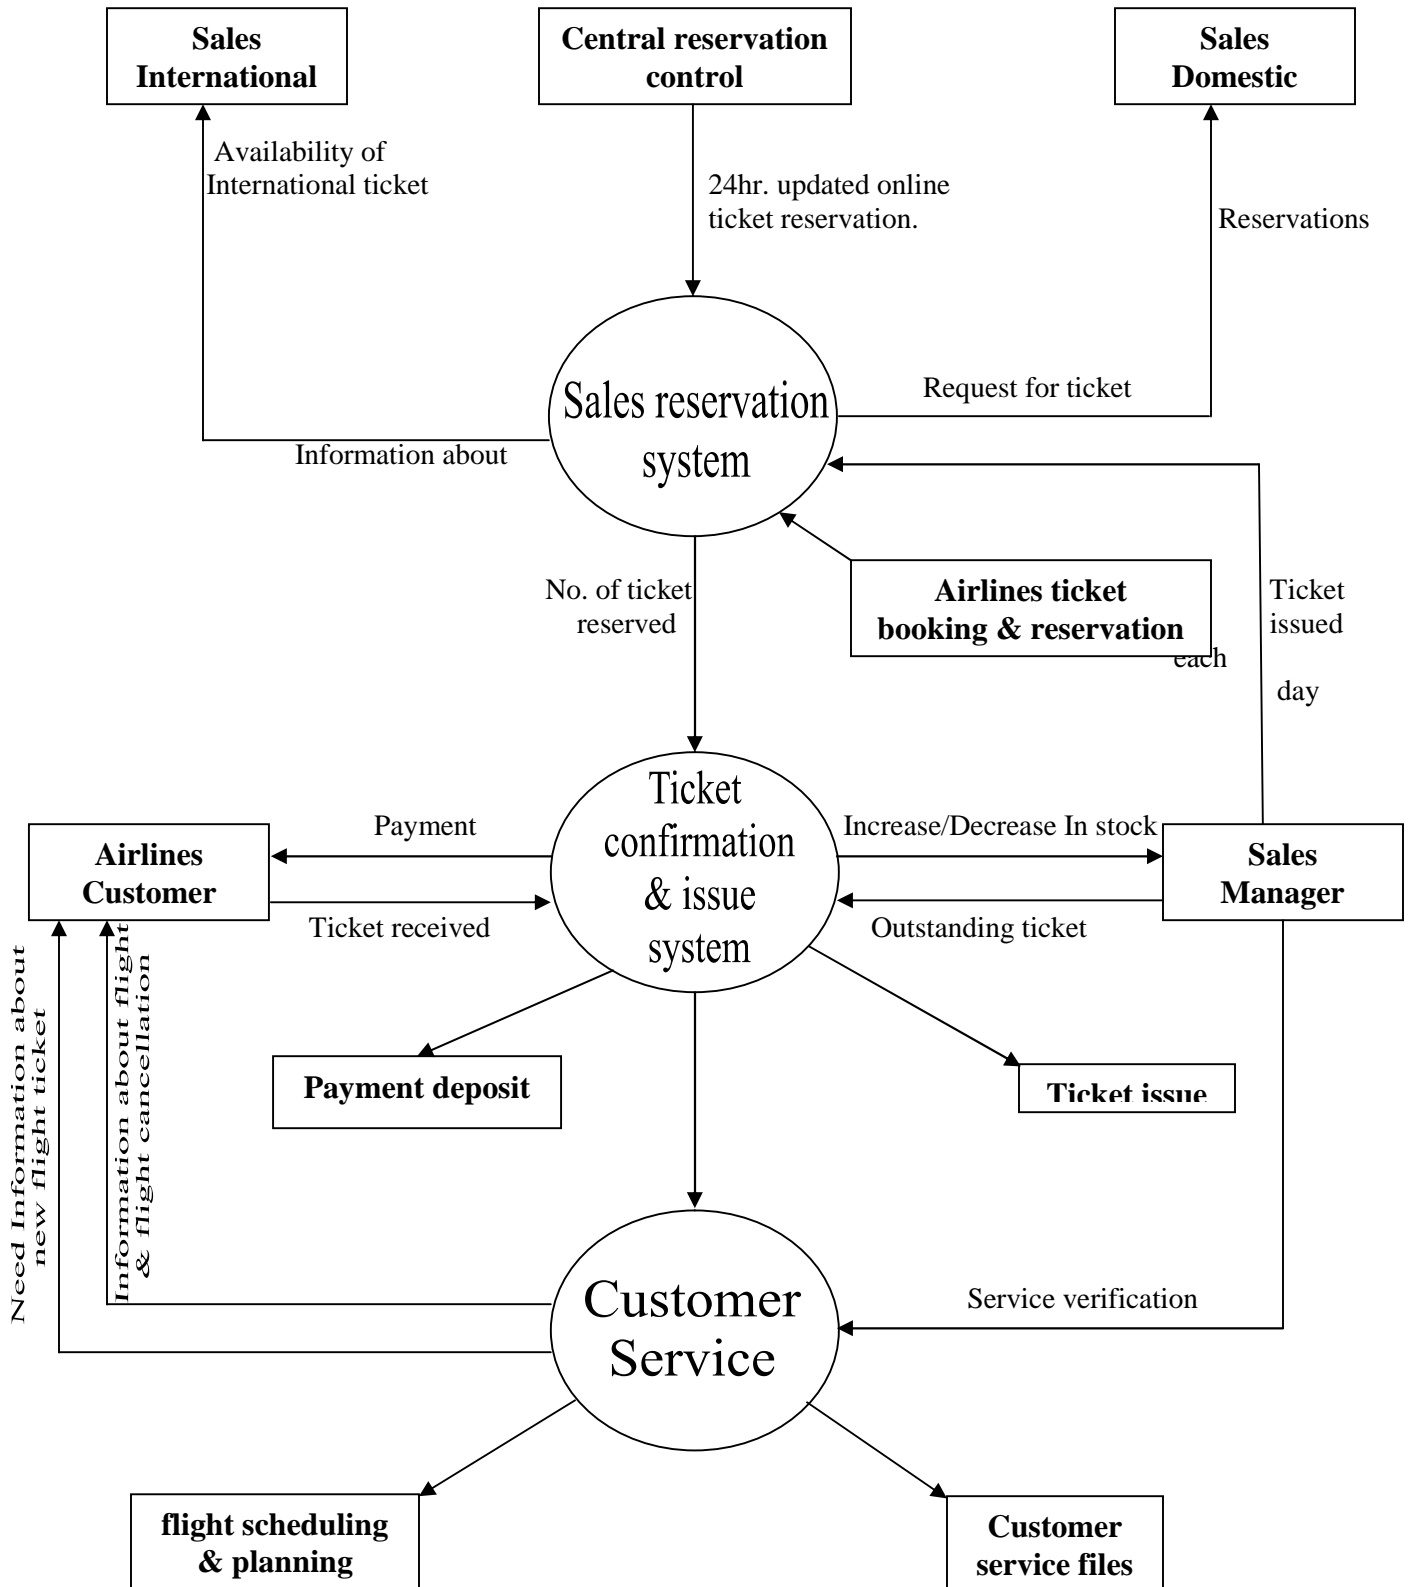 Sales
International
Central reservation
control
Sales
Domestic
Availability of
International ticket
24hr. updated online
ticket reservation.
Reservations
Sales reservation
system
Request for ticket
Information about
No. of ticket
reserved
Airlines ticket
booking & reservation
Ticket
issued
each
day
Ticket
confirmation
& issue
system
Payment
Increase/Decrease In stock
Airlines
Customer
Sales
Manager
Ticket received
Outstanding ticket
Need Information about
new flight ticket
Information about flight
& flight cancellation
Payment deposit
Ticket issue
Customer
Service
Service verification
flight scheduling
& planning
Customer
service files